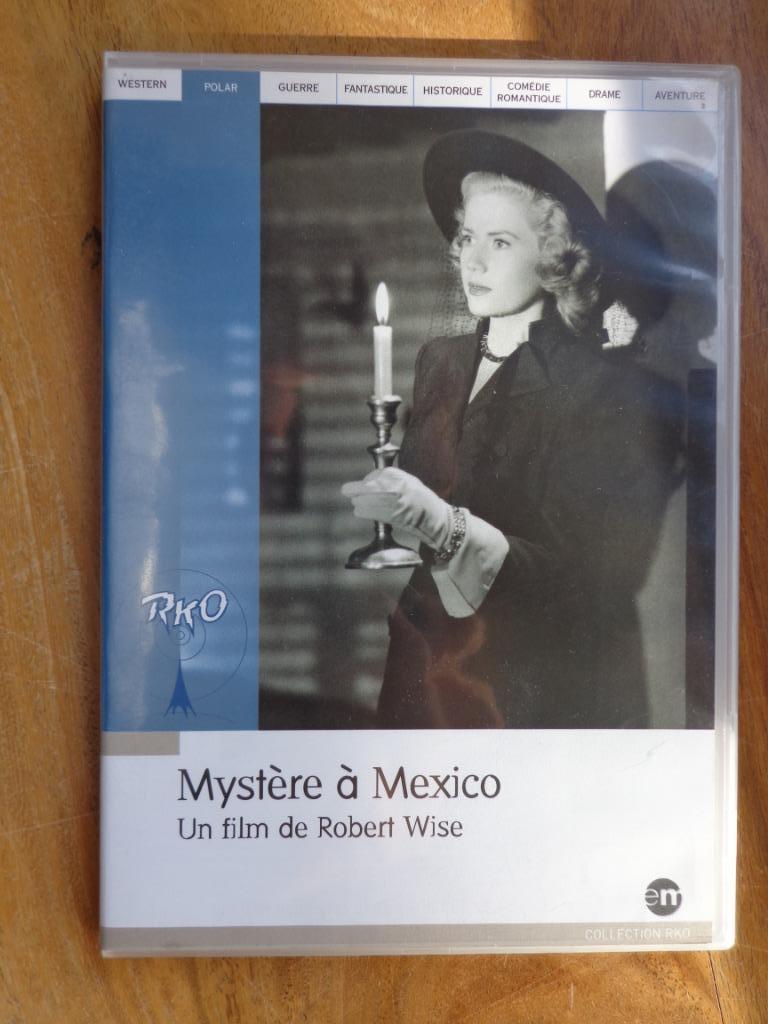 WESTERN
POLAR
GUERRE
FANTASTIQUE
HISTORIQUE
COMÉDIE
ROMANTIQUE
DRAME
AVENTURE
RKO
Mystère à Mexico
Un film de Robert Wise
em
COLLECTION RKO